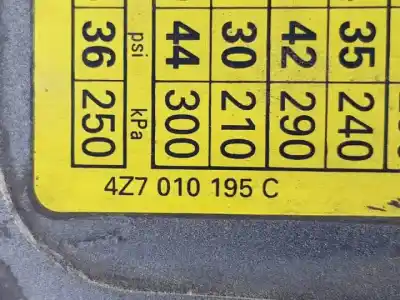 36 psi 44 30 42 35
250 kPa 300 210 290 240
4Z7 010 195 C